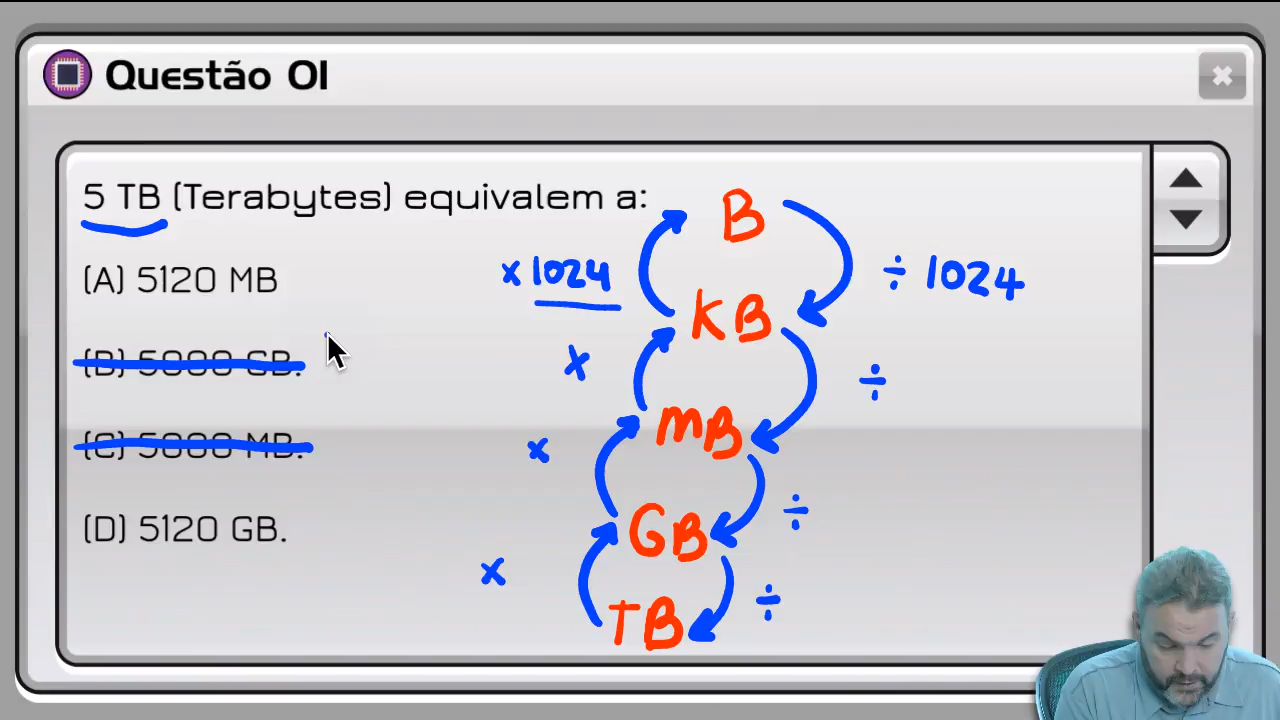 Questão 01
5 TB (Terabytes) equivalem a:
(A) 5120 MB
(B) 5000 GB.
(C) 5000 MB.
(D) 5120 GB.
B
x 1024
÷ 1024
KB
x
÷
MB
x
÷
GB
x
÷
TB